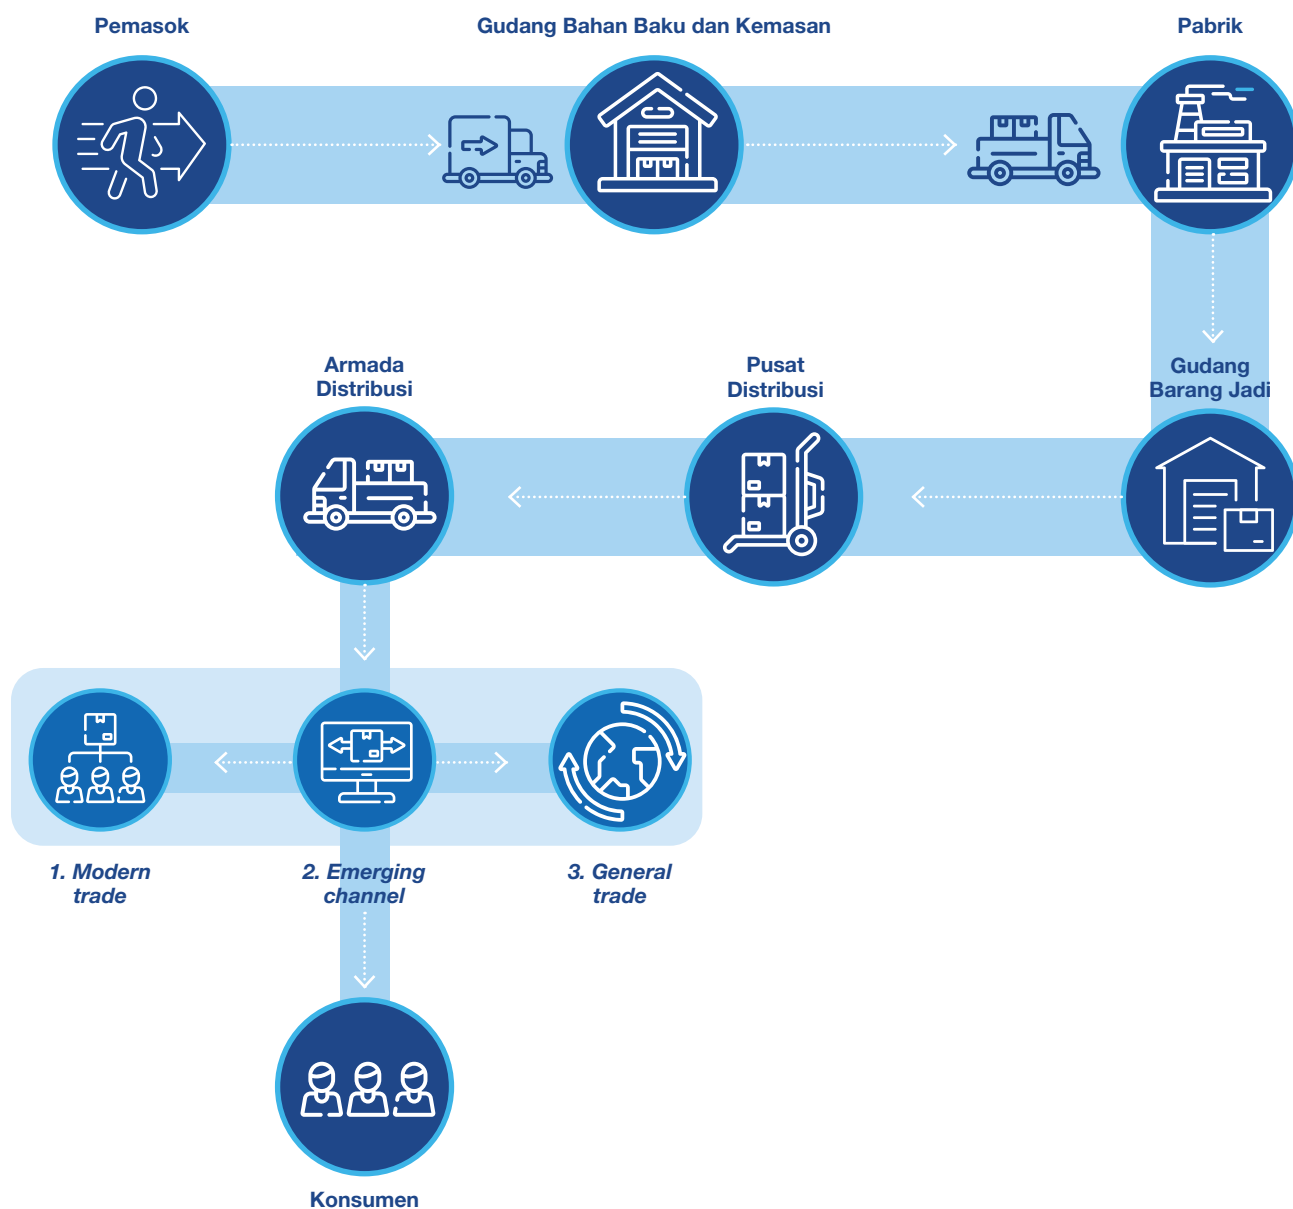 Pemasok
Gudang Bahan Baku dan Kemasan
Pabrik
Armada
Distribusi
Pusat
Distribusi
Gudang
Barang Jadi
1. Modern
trade
2. Emerging
channel
3. General
trade
Konsumen